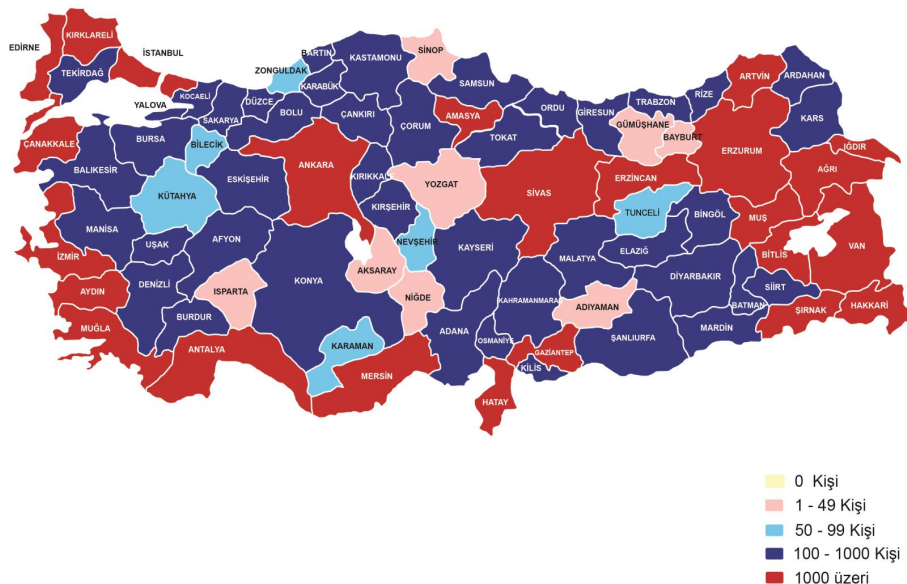 KIRKLARELİ
EDİRNE
İSTANBUL
TEKİRDAĞ
YALOVA
KOCAELİ
SAKARYA
DÜZCE
ZONGULDAK
BARTIN
KARABÜK
KASTAMONU
SİNOP
SAMSUN
ORDU
GİRESUN
TRABZON
RİZE
ARTVİN
ARDAHAN
KARS
ÇANAKKALE
BURSA
BİLECİK
BOLU
ÇANKIRI
ÇORUM
AMASYA
TOKAT
GÜMÜŞHANE
BAYBURT
ERZURUM
IĞDIR
AĞRI
BALIKESİR
KÜTAHYA
ESKİŞEHİR
ANKARA
KIRIKKALE
YOZGAT
SİVAS
ERZİNCAN
TUNCELİ
BİNGÖL
MUŞ
MANİSA
UŞAK
AFYON
KIRŞEHİR
NEVŞEHİR
KAYSERİ
MALATYA
ELAZIĞ
BİTLİS
VAN
İZMİR
AYDIN
DENİZLİ
ISPARTA
KONYA
AKSARAY
NİĞDE
KAHRAMANMARAŞ
ADIYAMAN
DİYARBAKIR
BATMAN
SİİRT
ŞIRNAK
HAKKARİ
MUĞLA
BURDUR
ANTALYA
KARAMAN
MERSİN
ADANA
OSMANİYE
GAZİANTEP
KİLİS
ŞANLIURFA
MARDİN
HATAY
0 Kişi
1 - 49 Kişi
50 - 99 Kişi
100 - 1000 Kişi
1000 üzeri